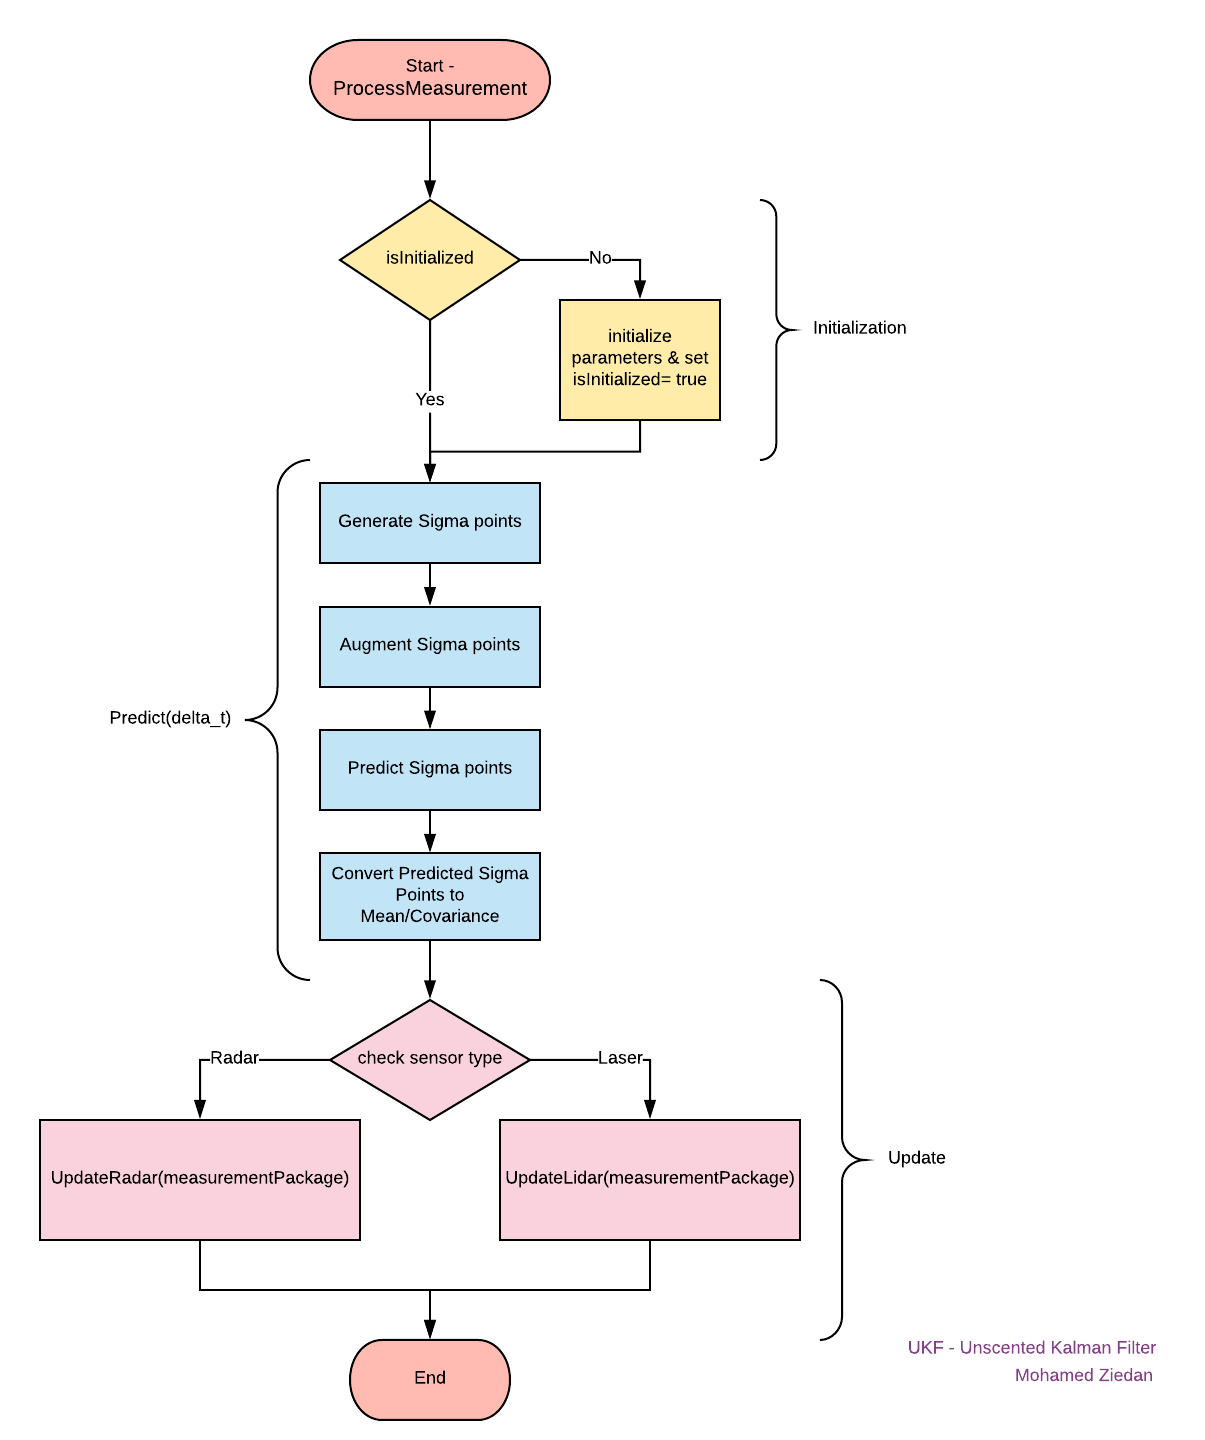 Start -
ProcessMeasurement
isInitialized
No
initialize
parameters & set
isInitialized= true
Initialization
Yes
Generate Sigma points
Augment Sigma points
Predict(delta_t)
Predict Sigma points
Convert Predicted Sigma
Points to
Mean/Covariance
Radar
check sensor type
Laser
UpdateRadar(measurementPackage)
UpdateLidar(measurementPackage)
Update
End
UKF - Unscented Kalman Filter
Mohamed Ziedan